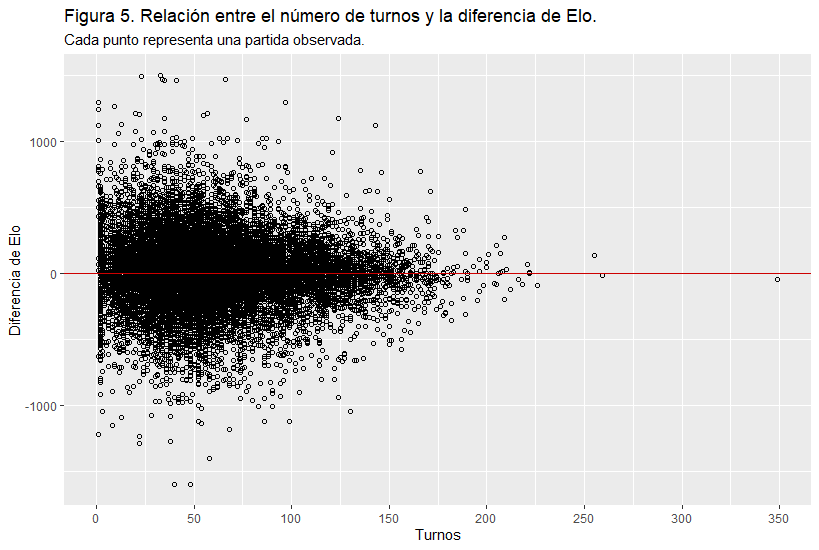 Figura 5. Relación entre el número de turnos y la diferencia de Elo.
Cada punto representa una partida observada.
Diferencia de Elo
1000
0
-1000
0 50 100 150 200 250 300 350
Turnos